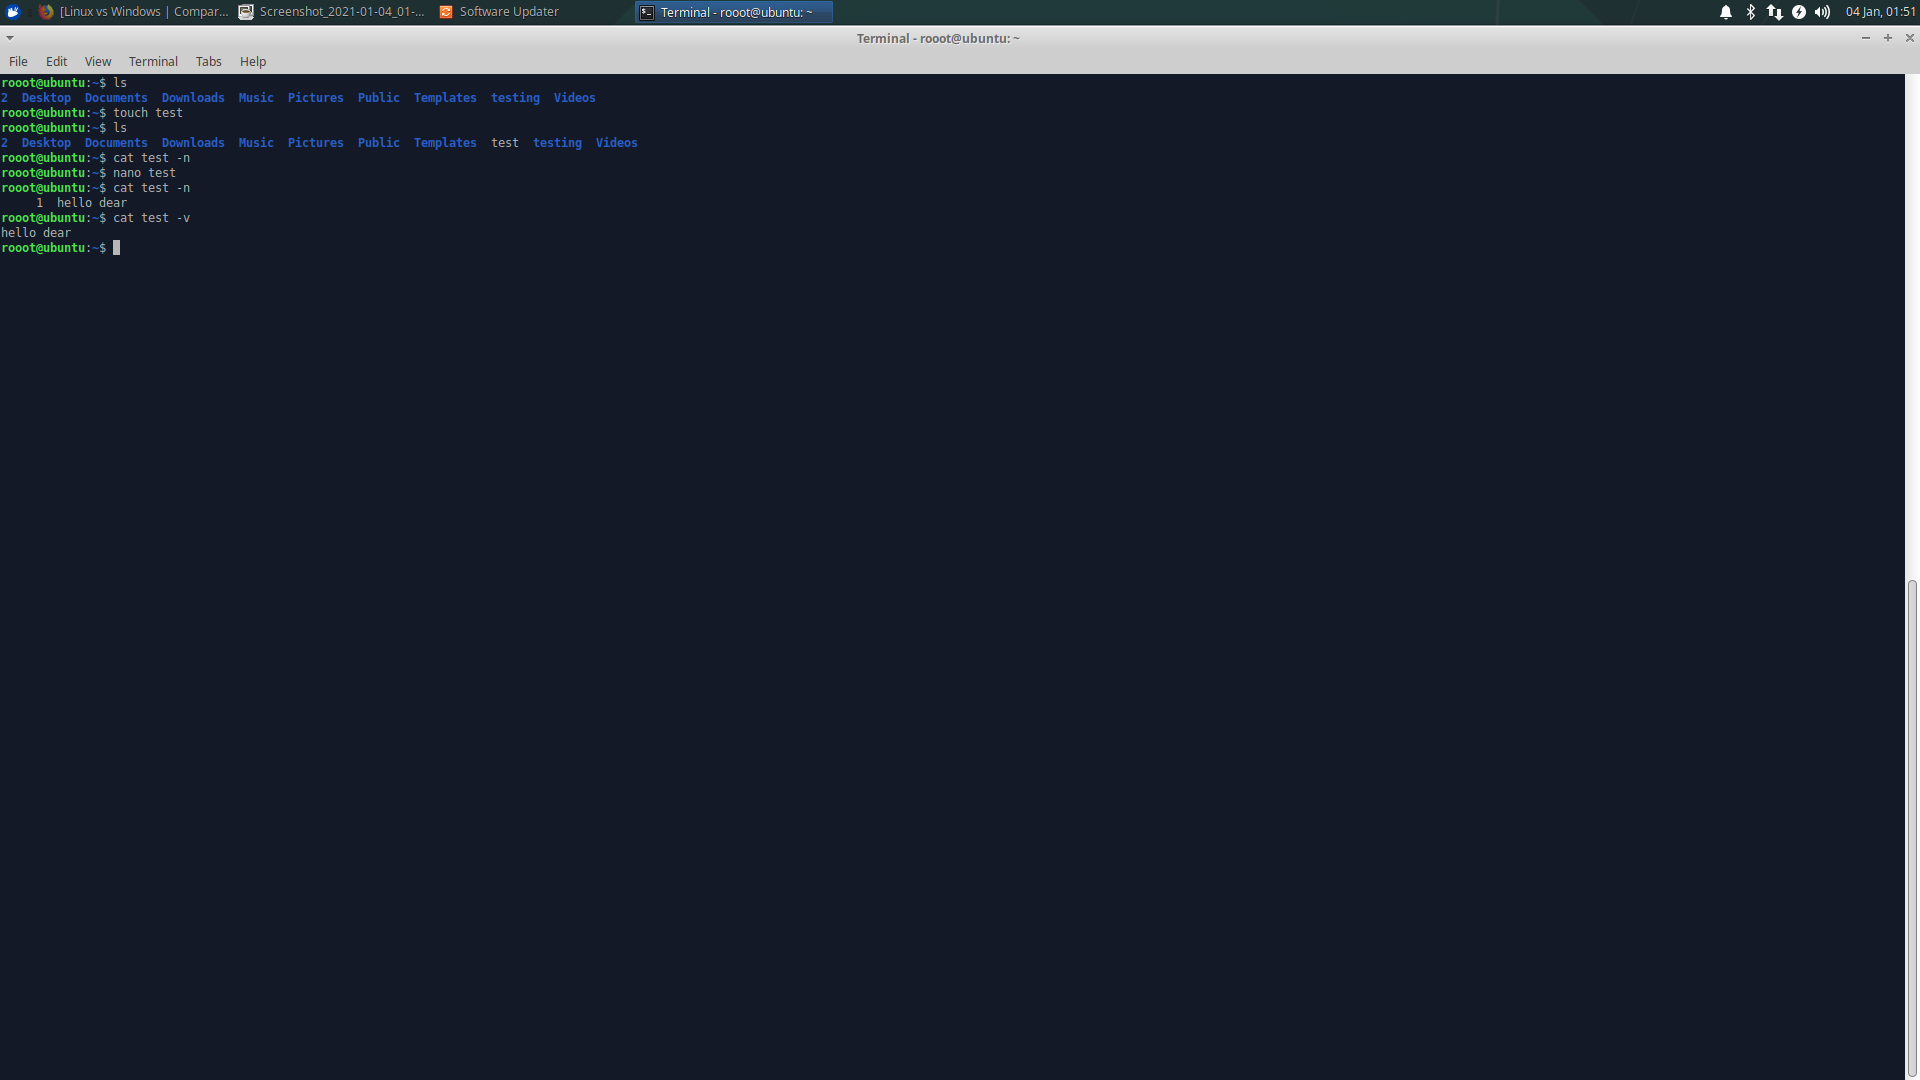 [Linux vs Windows | Compar... Screenshot_2021-01-04_01-... Software Updater Terminal - rooot@ubuntu: ~ 04 Jan, 01:51
Terminal - rooot@ubuntu: ~
File Edit View Terminal Tabs Help
rooot@ubuntu:~$ ls
2  Desktop  Documents  Downloads  Music  Pictures  Public  Templates  testing  Videos
rooot@ubuntu:~$ touch test
rooot@ubuntu:~$ ls
2  Desktop  Documents  Downloads  Music  Pictures  Public  Templates  test  testing  Videos
rooot@ubuntu:~$ cat test -n
rooot@ubuntu:~$ nano test
rooot@ubuntu:~$ cat test -n
     1  hello dear
rooot@ubuntu:~$ cat test -v
hello dear
rooot@ubuntu:~$